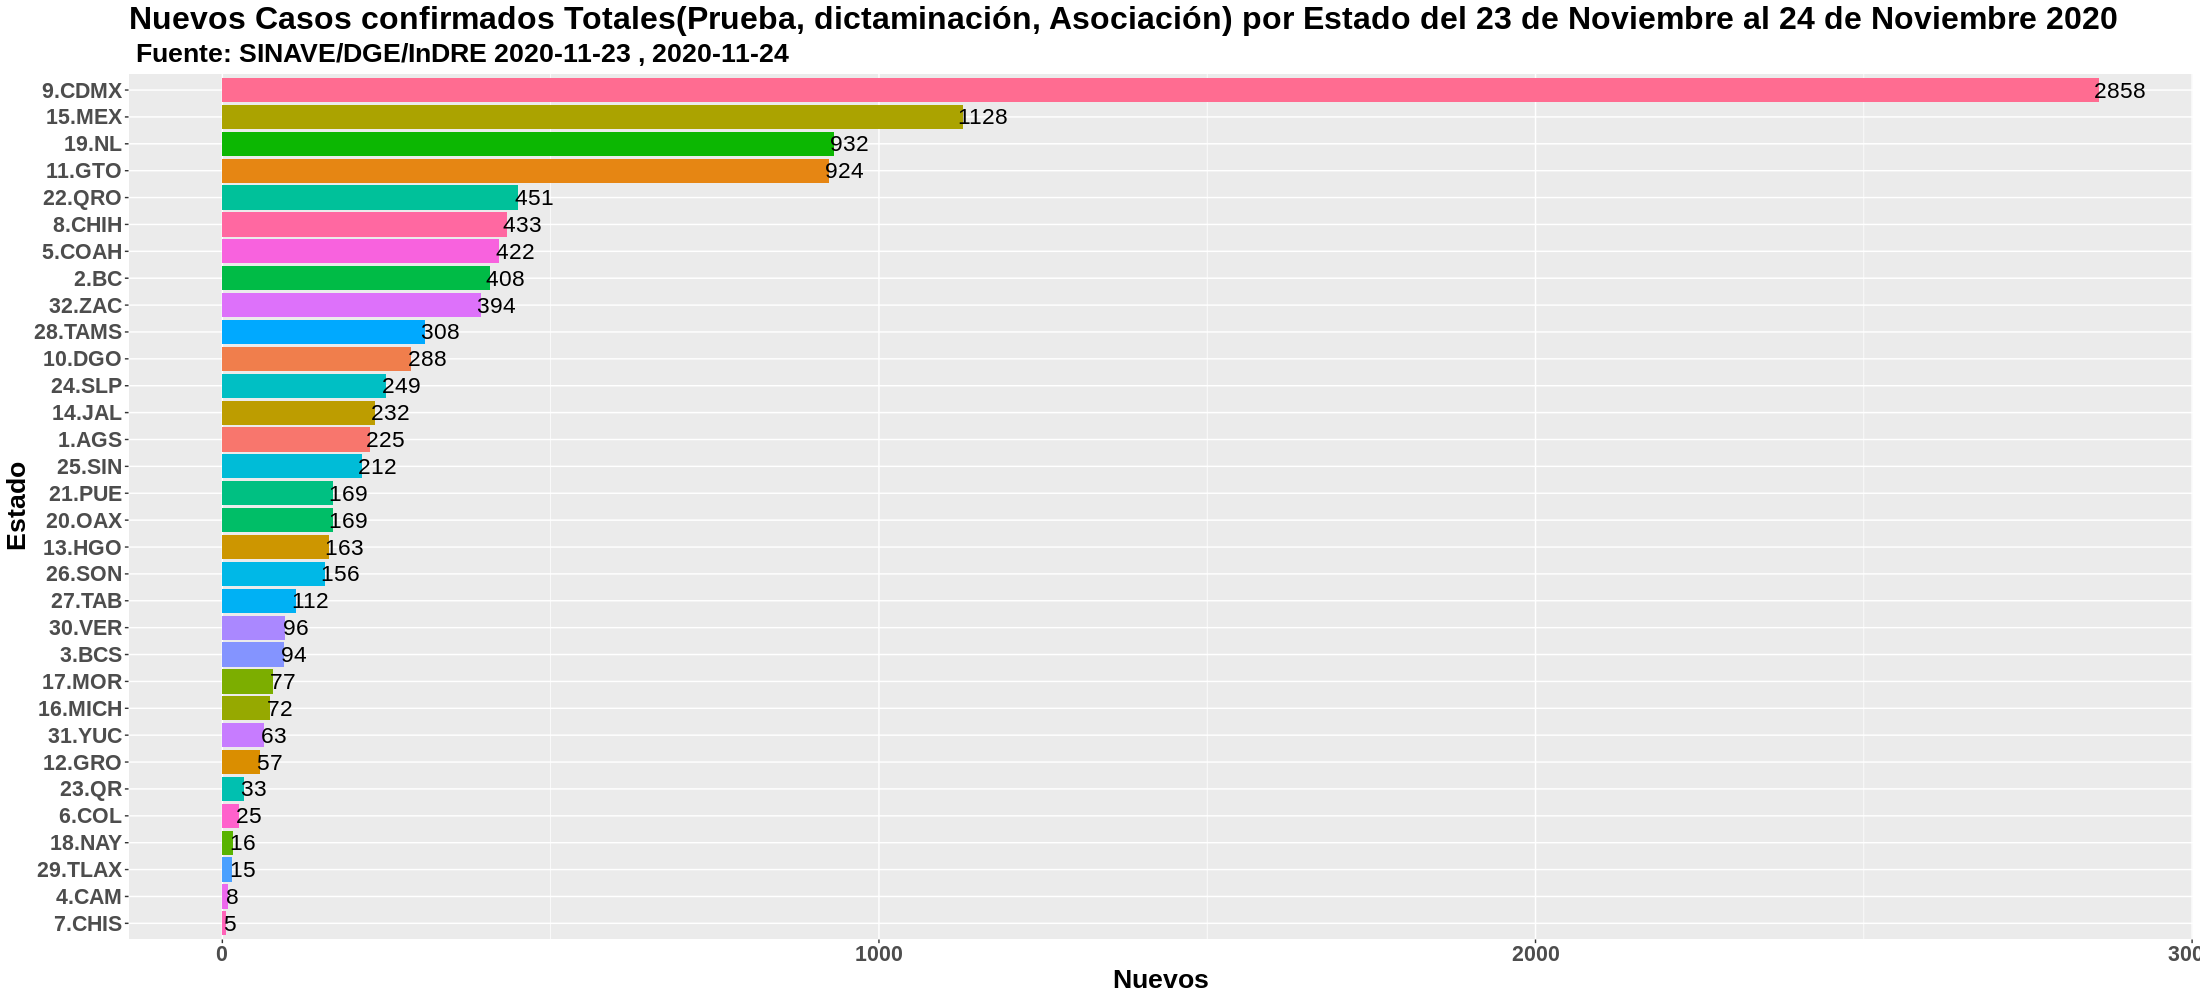 Nuevos Casos confirmados Totales(Prueba, dictaminación, Asociación) por Estado del 23 de Noviembre al 24 de Noviembre 2020
Fuente: SINAVE/DGE/InDRE 2020-11-23 , 2020-11-24
9.CDMX 2858
15.MEX 1128
19.NL 932
11.GTO 924
22.QRO 451
8.CHIH 433
5.COAH 422
2.BC 408
32.ZAC 394
28.TAMS 308
10.DGO 288
24.SLP 249
14.JAL 232
1.AGS 225
25.SIN 212
21.PUE 169
20.OAX 169
13.HGO 163
26.SON 156
27.TAB 112
30.VER 96
3.BCS 94
17.MOR 77
16.MICH 72
31.YUC 63
12.GRO 57
23.QR 33
6.COL 25
18.NAY 16
29.TLAX 15
4.CAM 8
7.CHIS 5
Estado
0 1000 2000 300
Nuevos